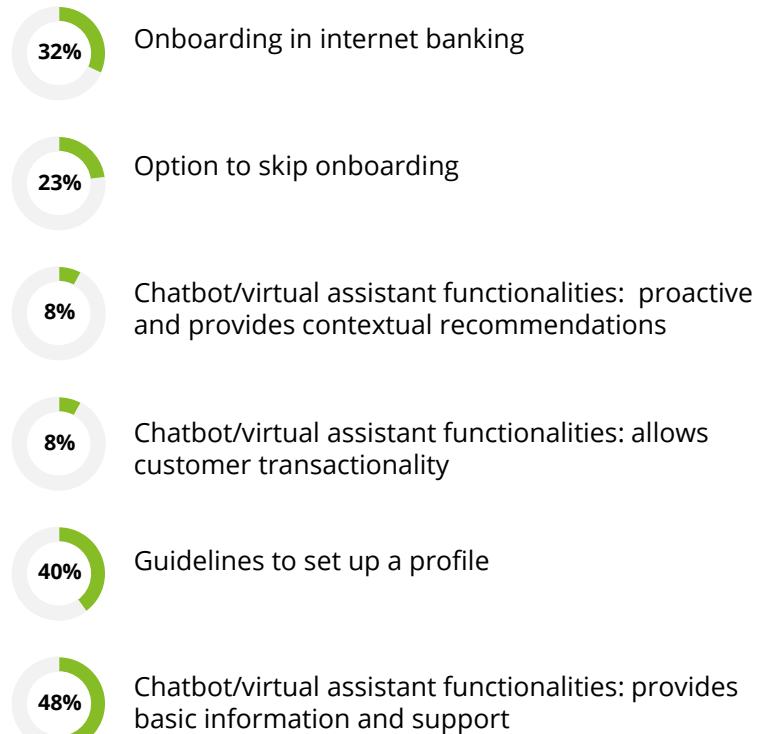 32%
Onboarding in internet banking
23%
Option to skip onboarding
8%
Chatbot/virtual assistant functionalities:  proactive
and provides contextual recommendations
8%
Chatbot/virtual assistant functionalities: allows
customer transactionality
40%
Guidelines to set up a profile
48%
Chatbot/virtual assistant functionalities: provides
basic information and support